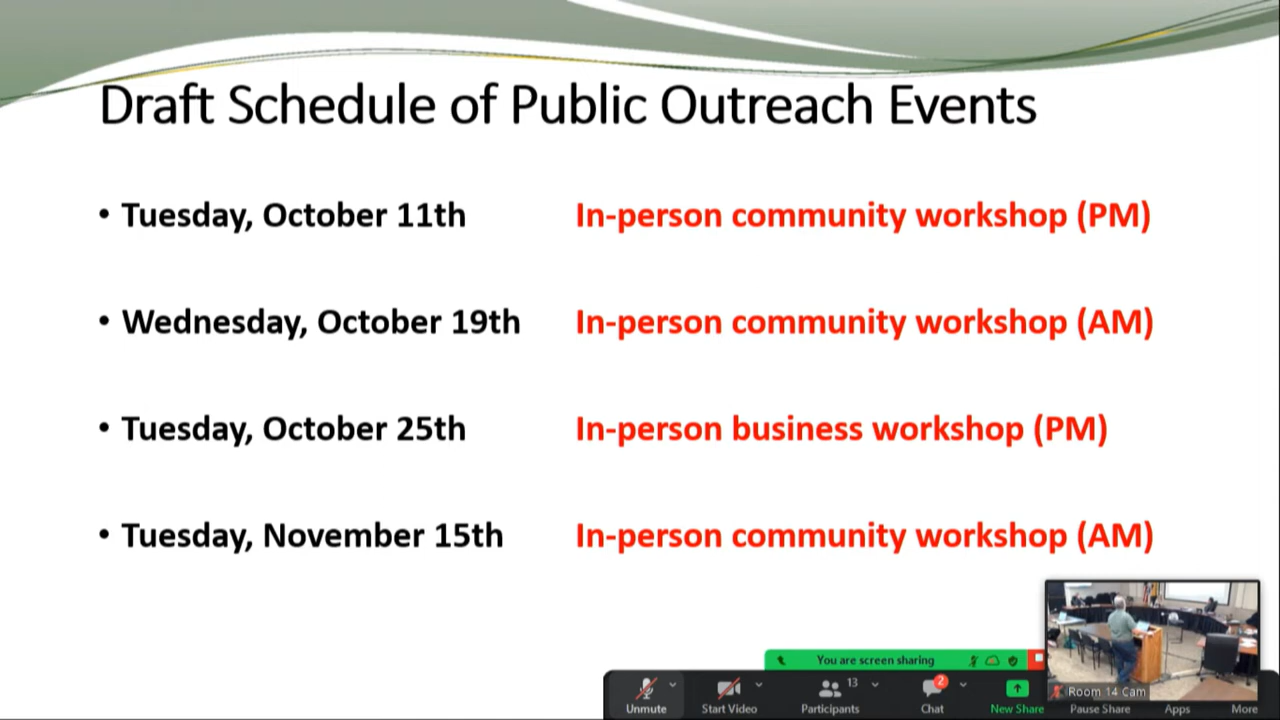 Draft Schedule of Public Outreach Events
• Tuesday, October 11th In-person community workshop (PM)
• Wednesday, October 19th In-person community workshop (AM)
• Tuesday, October 25th In-person business workshop (PM)
• Tuesday, November 15th In-person community workshop (AM)
You are screen sharing
Room 14 Cam
13
2
Unmute Start Video Participants Chat New Share Pause Share Apps More